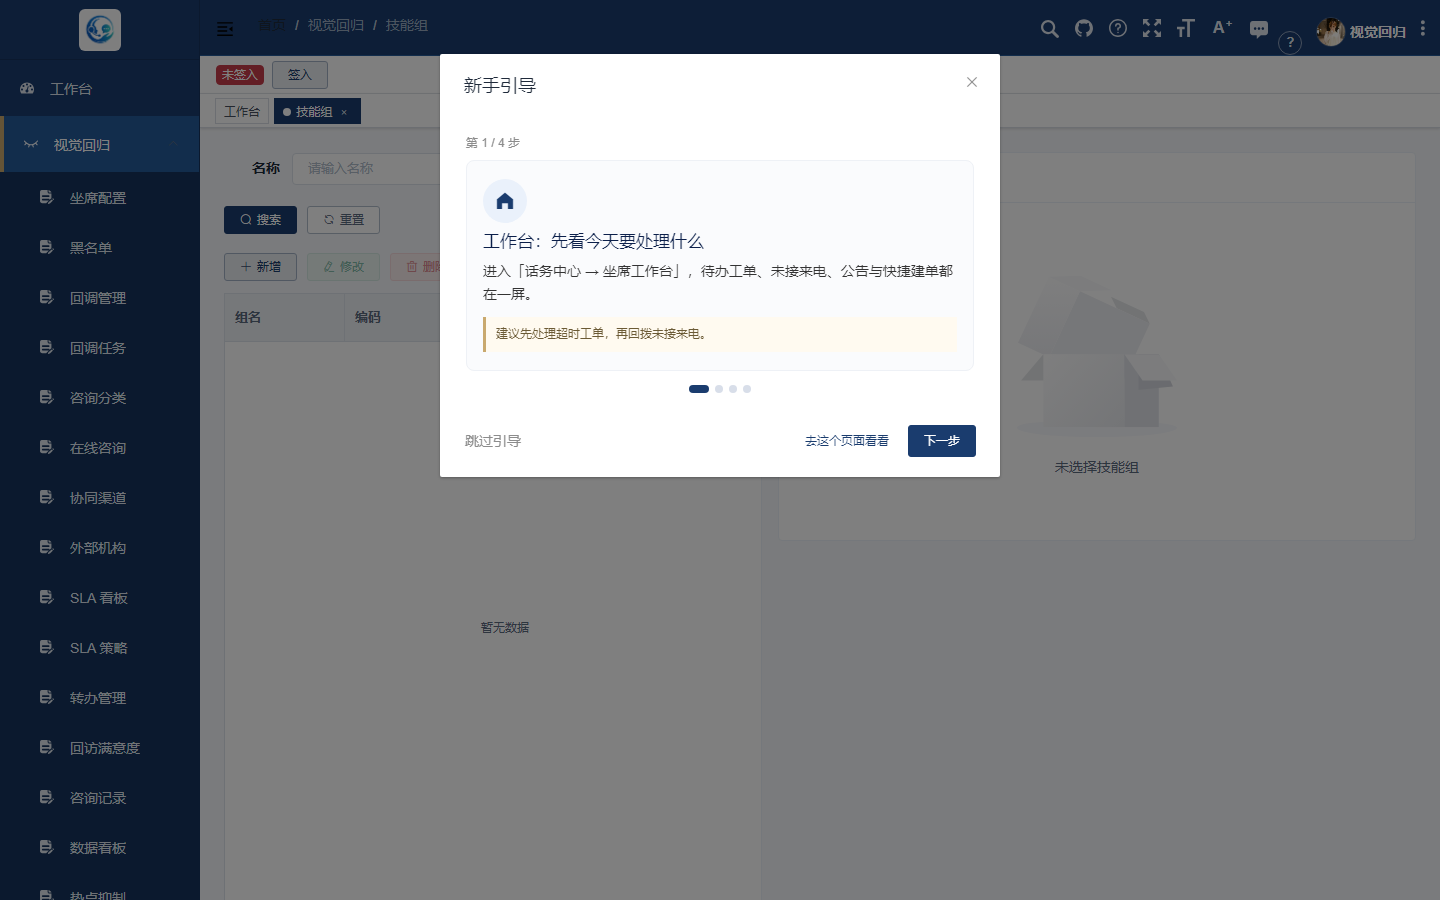 首页 / 视觉回归 / 技能组
A+
?
?
视觉回归
工作台
视觉回归
坐席配置
黑名单
回调管理
回调任务
咨询分类
在线咨询
协同渠道
外部机构
SLA 看板
SLA 策略
转办管理
回访满意度
咨询记录
数据看板
热点抑制
未签入 签入
工作台 技能组 ×
名称 请输入名称
搜索 重置
新增 修改 删除
组名 编码
暂无数据
未选择技能组
新手引导
第 1 / 4 步
工作台：先看今天要处理什么
进入「话务中心 → 坐席工作台」，待办工单、未接来电、公告与快捷建单都
在一屏。
建议先处理超时工单，再回拨未接来电。
跳过引导 去这个页面看看 下一步